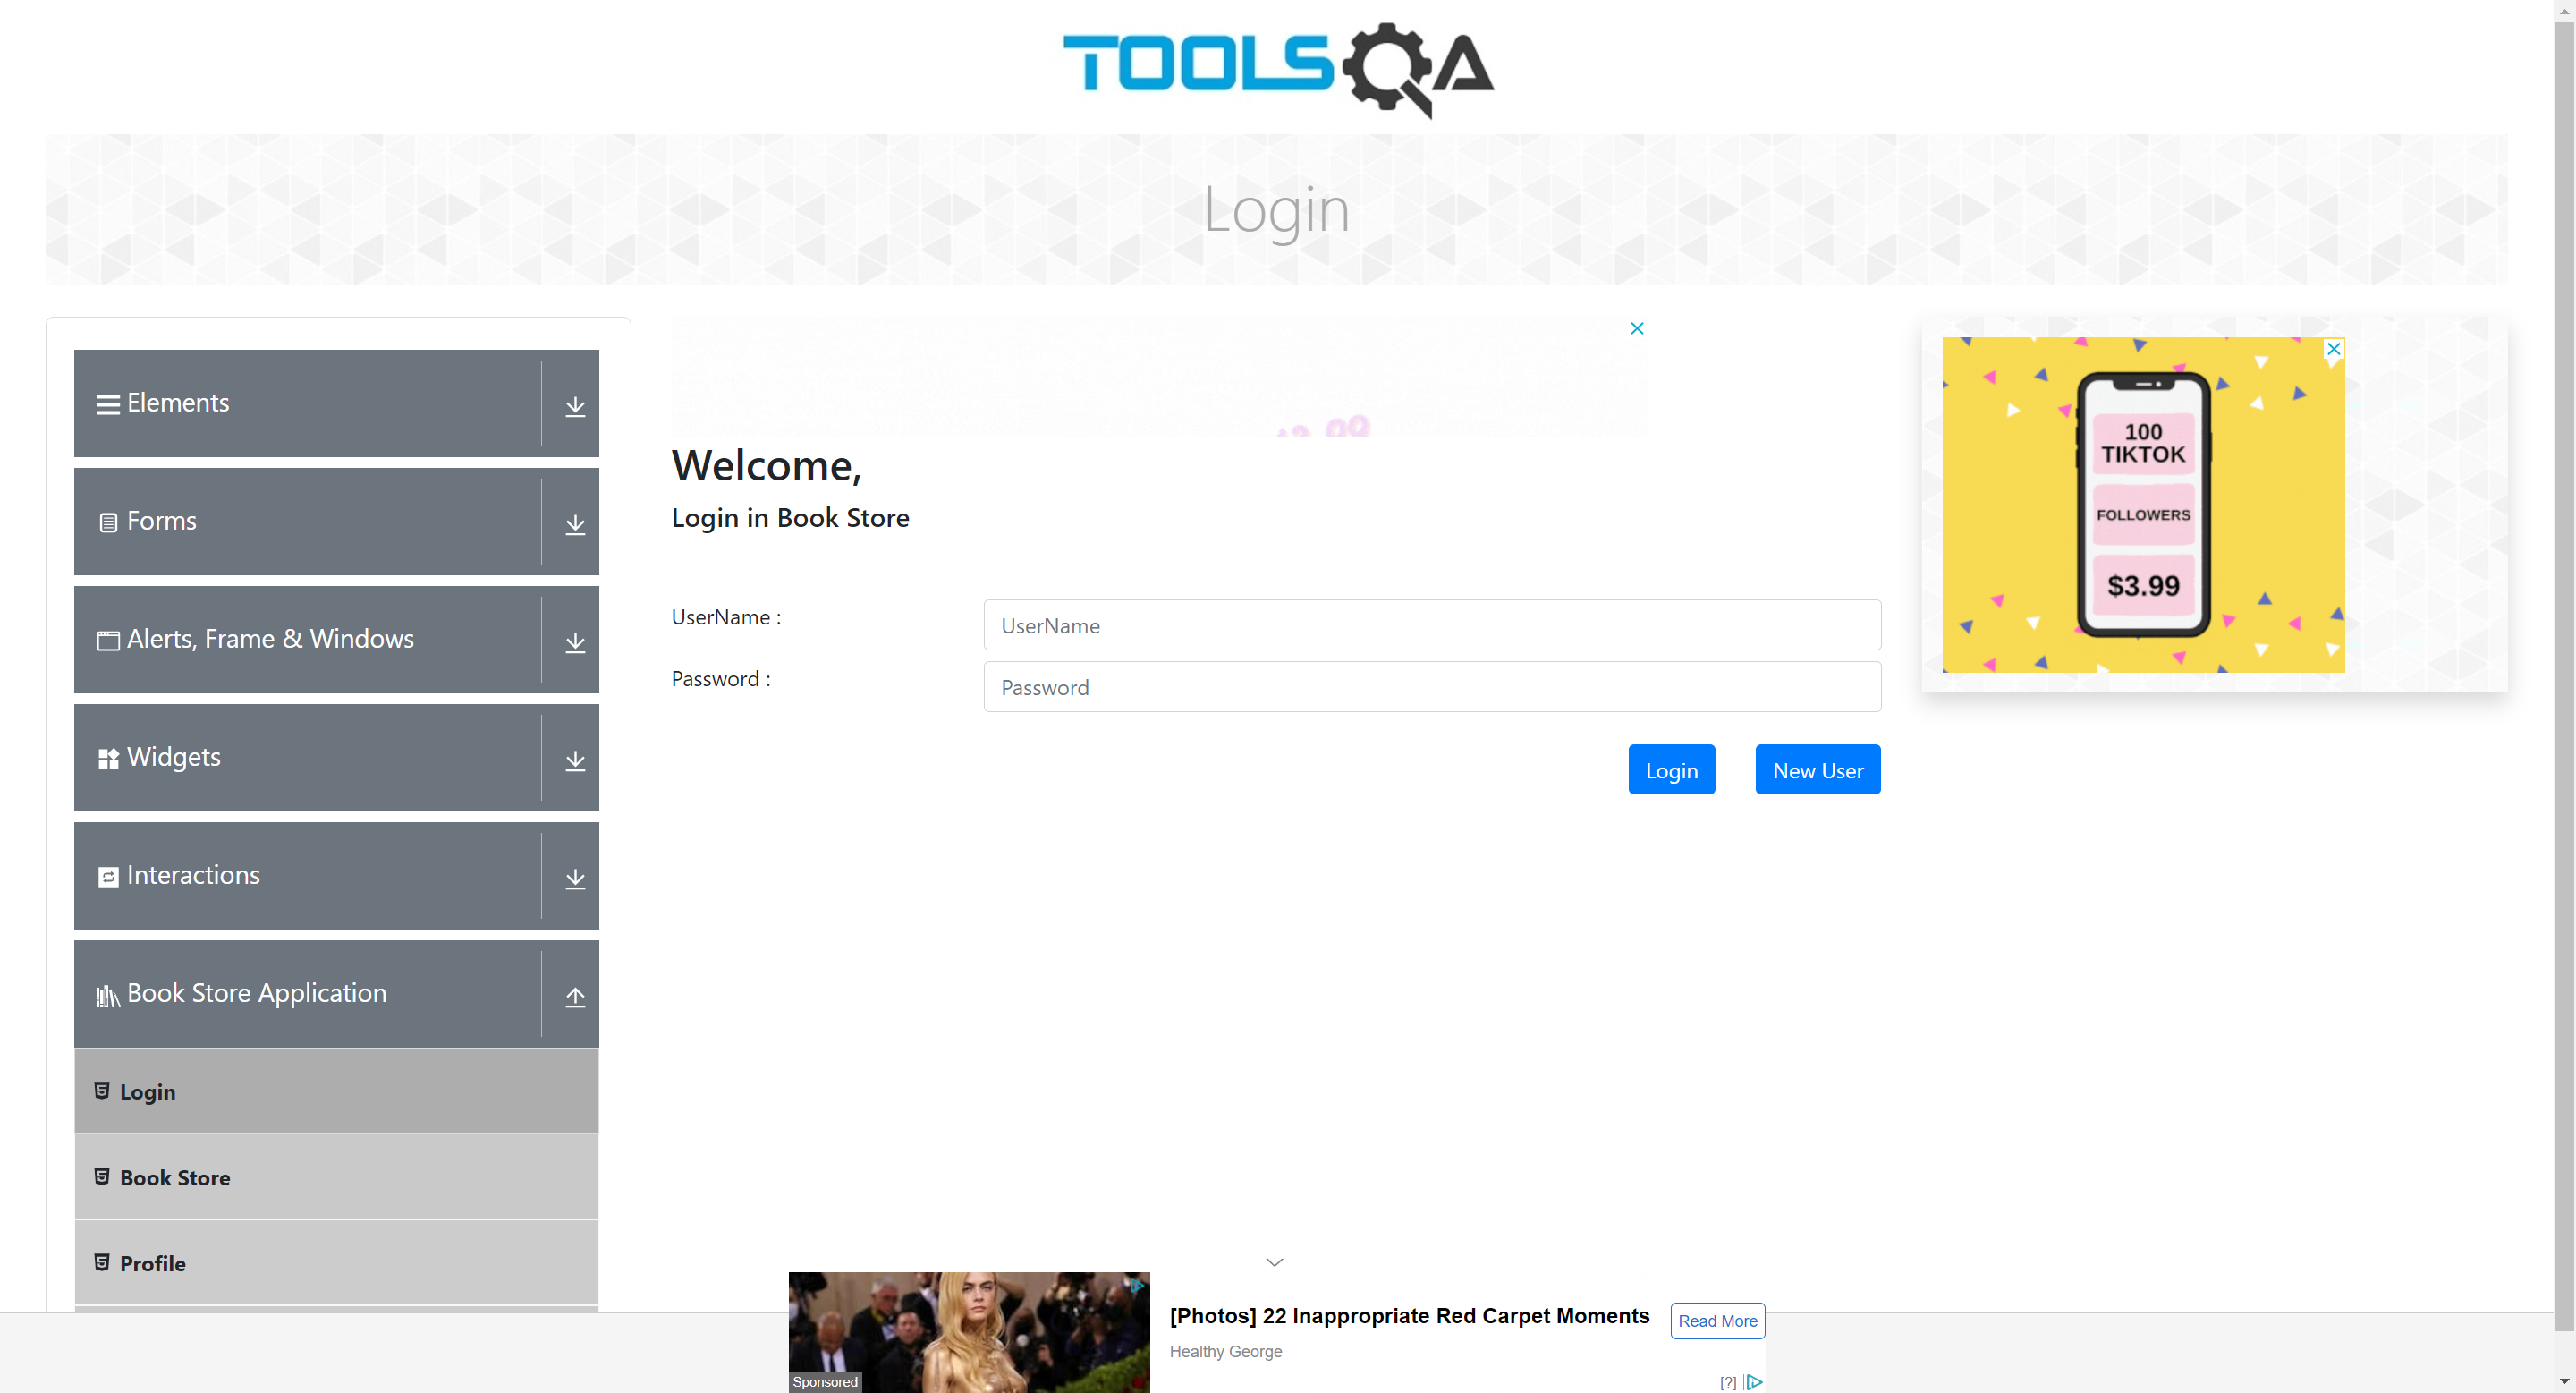 TOOLSQA
Login
Elements
Forms
Alerts, Frame & Windows
Widgets
Interactions
Book Store Application
Login
Book Store
Profile
Welcome,
Login in Book Store
UserName :
UserName
Password :
Password
Login
New User
100
TIKTOK
FOLLOWERS
$3.99
[Photos] 22 Inappropriate Red Carpet Moments
Read More
Healthy George
Sponsored
[?]